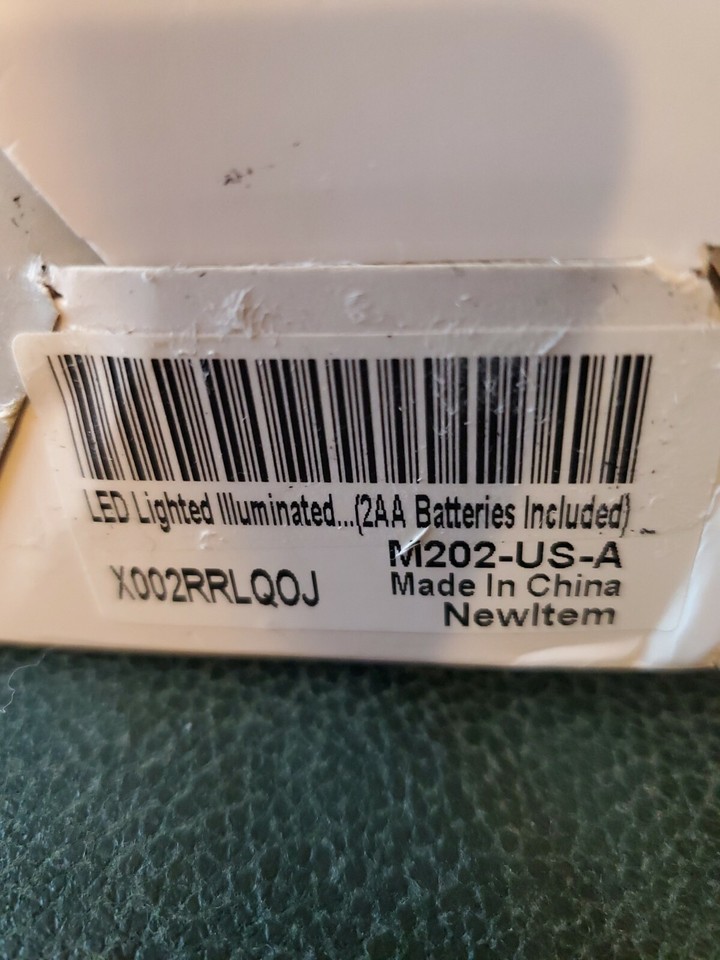 LED Lighted Illuminated...(2AA Batteries Included)
M202-US-A
X002RRLQOJ
Made In China
NewItem